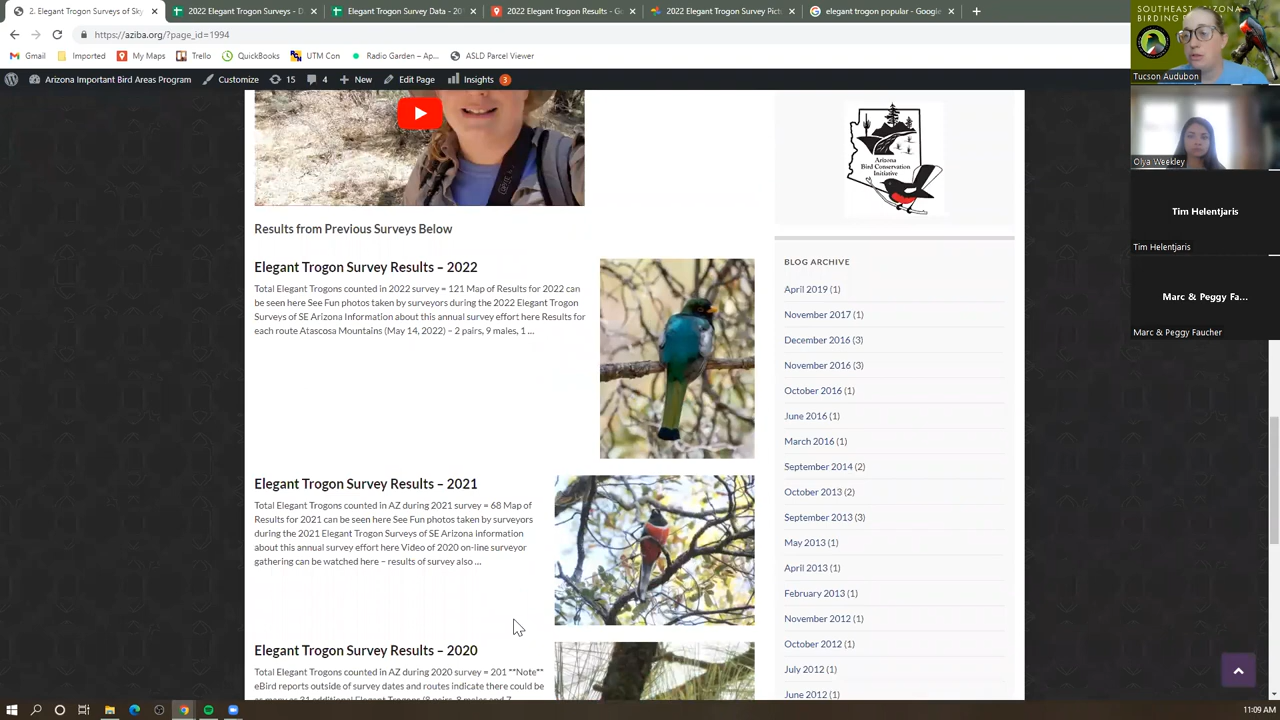 2. Elegant Trogon Surveys of Sky
2022 Elegant Trogon Surveys - D
Elegant Trogon Survey Data - 20
2022 Elegant Trogon Results - Go
2022 Elegant Trogon Survey Pict
elegant trogon popular - Google
https://aziba.org/?page_id=1994
Gmail
Imported
My Maps
Trello
QuickBooks
UTM Con
Radio Garden – Ap...
ASLD Parcel Viewer
Arizona Important Bird Areas Program
Customize
15
4
New
Edit Page
Insights
3
SOUTHEAST ARIZONA
Tucson Audubon
Olya Weekley
Tim Helentjaris
Tim Helentjaris
Marc & Peggy Fa...
Marc & Peggy Faucher
Results from Previous Surveys Below
Elegant Trogon Survey Results – 2022
Total Elegant Trogons counted in 2022 survey = 121 Map of Results for 2022 can
be seen here See Fun photos taken by surveyors during the 2022 Elegant Trogon
Surveys of SE Arizona Information about this annual survey effort here Results for
each route Atascosa Mountains (May 14, 2022) – 2 pairs, 9 males, 1 ...
Elegant Trogon Survey Results – 2021
Total Elegant Trogons counted in AZ during 2021 survey = 68 Map of
Results for 2021 can be seen here See Fun photos taken by surveyors
during the 2021 Elegant Trogon Surveys of SE Arizona information
about this annual survey effort here Video of 2020 on-line surveyor
gathering can be watched here – results of survey also ...
Elegant Trogon Survey Results – 2020
Total Elegant Trogons counted in AZ during 2020 survey = 201 **Note**
eBird reports outside of survey dates and routes indicate there could be
Arizona
Bird Conservation
Initiative
BLOG ARCHIVE
April 2019 (1)
November 2017 (1)
December 2016 (3)
November 2016 (3)
October 2016 (1)
June 2016 (1)
March 2016 (1)
September 2014 (2)
October 2013 (2)
September 2013 (3)
May 2013 (1)
April 2013 (1)
February 2013 (1)
November 2012 (1)
October 2012 (1)
July 2012 (1)
June 2012 (1)
11:09 AM